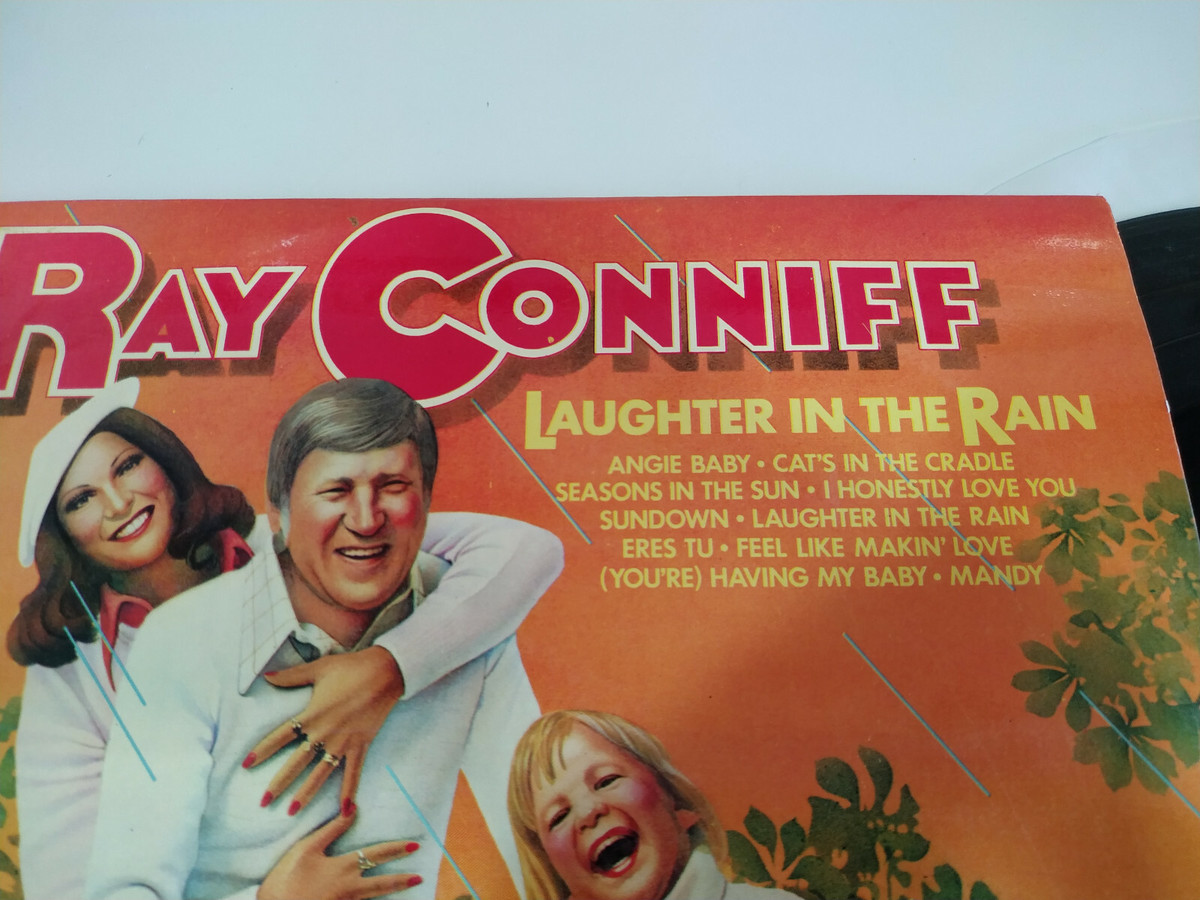 RAY CONNIFF
LAUGHTER IN THE RAIN
ANGIE BABY • CAT'S IN THE CRADLE
SEASONS IN THE SUN • I HONESTLY LOVE YOU
SUNDOWN • LAUGHTER IN THE RAIN
ERES TU • FEEL LIKE MAKIN' LOVE
(YOU'RE) HAVING MY BABY • MANDY